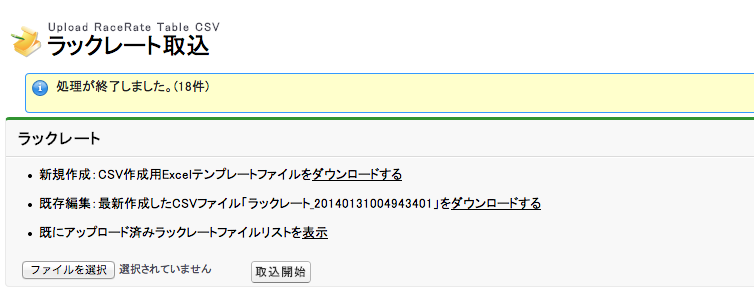 Upload RaceRate Table CSV
ラックレート取込
処理が終了しました。(18件)
ラックレート
• 新規作成：CSV作成用Excelテンプレートファイルをダウンロードする
• 既存編集：最新作成したCSVファイル「ラックレート_20140131004943401」をダウンロードする
• 既にアップロード済みラックレートファイルリストを表示
ファイルを選択 選択されていません 取込開始